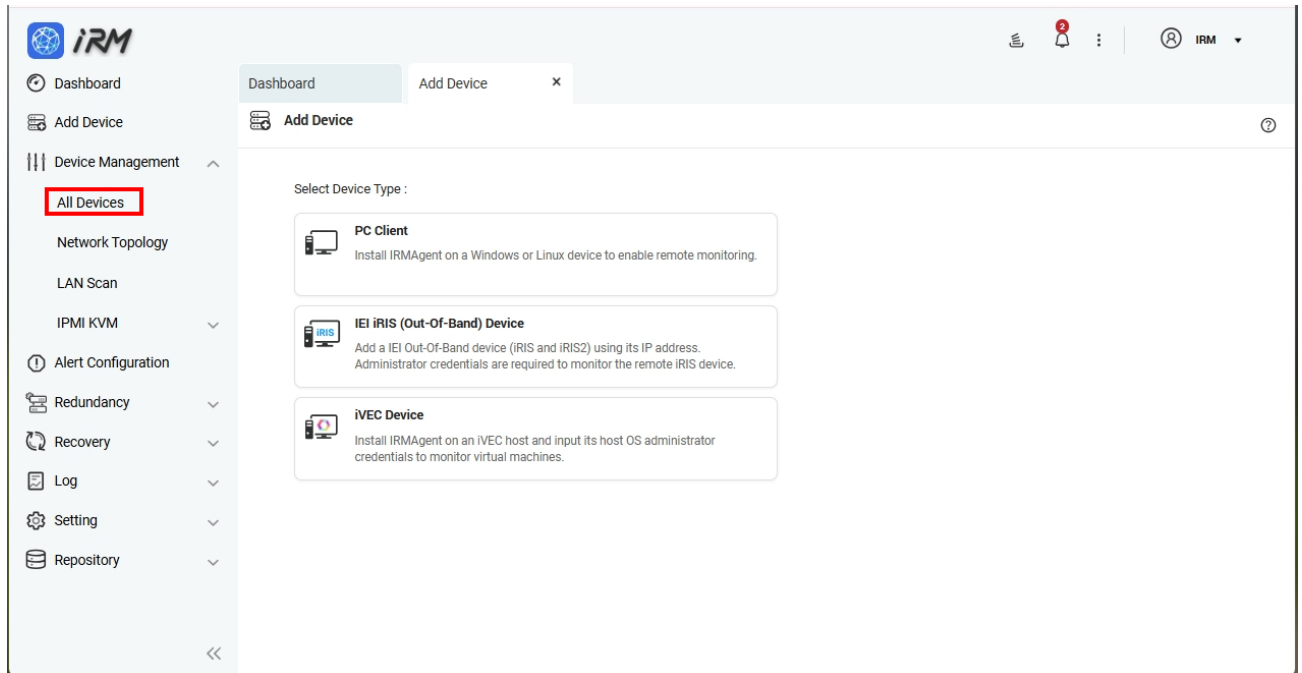 iRM
2
IRM
Dashboard
Add Device
Device Management
All Devices
Network Topology
LAN Scan
IPMI KVM
Alert Configuration
Redundancy
Recovery
Log
Setting
Repository
Dashboard
Add Device
Add Device
Select Device Type :
PC Client
Install IRMAgent on a Windows or Linux device to enable remote monitoring.
iRIS
IEI iRIS (Out-Of-Band) Device
Add a IEI Out-Of-Band device (iRIS and iRIS2) using its IP address.
Administrator credentials are required to monitor the remote iRIS device.
iVEC Device
Install IRMAgent on an iVEC host and input its host OS administrator
credentials to monitor virtual machines.